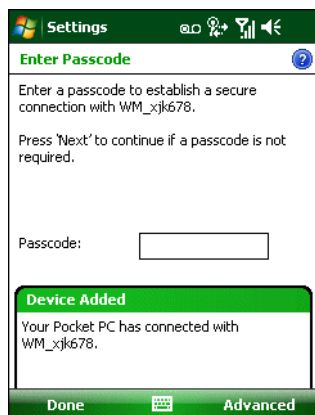 Settings
Enter Passcode
Enter a passcode to establish a secure
connection with WM_xjk678.
Press 'Next' to continue if a passcode is not
required.
Passcode:
Device Added
Your Pocket PC has connected with
WM_xjk678.
Done Advanced